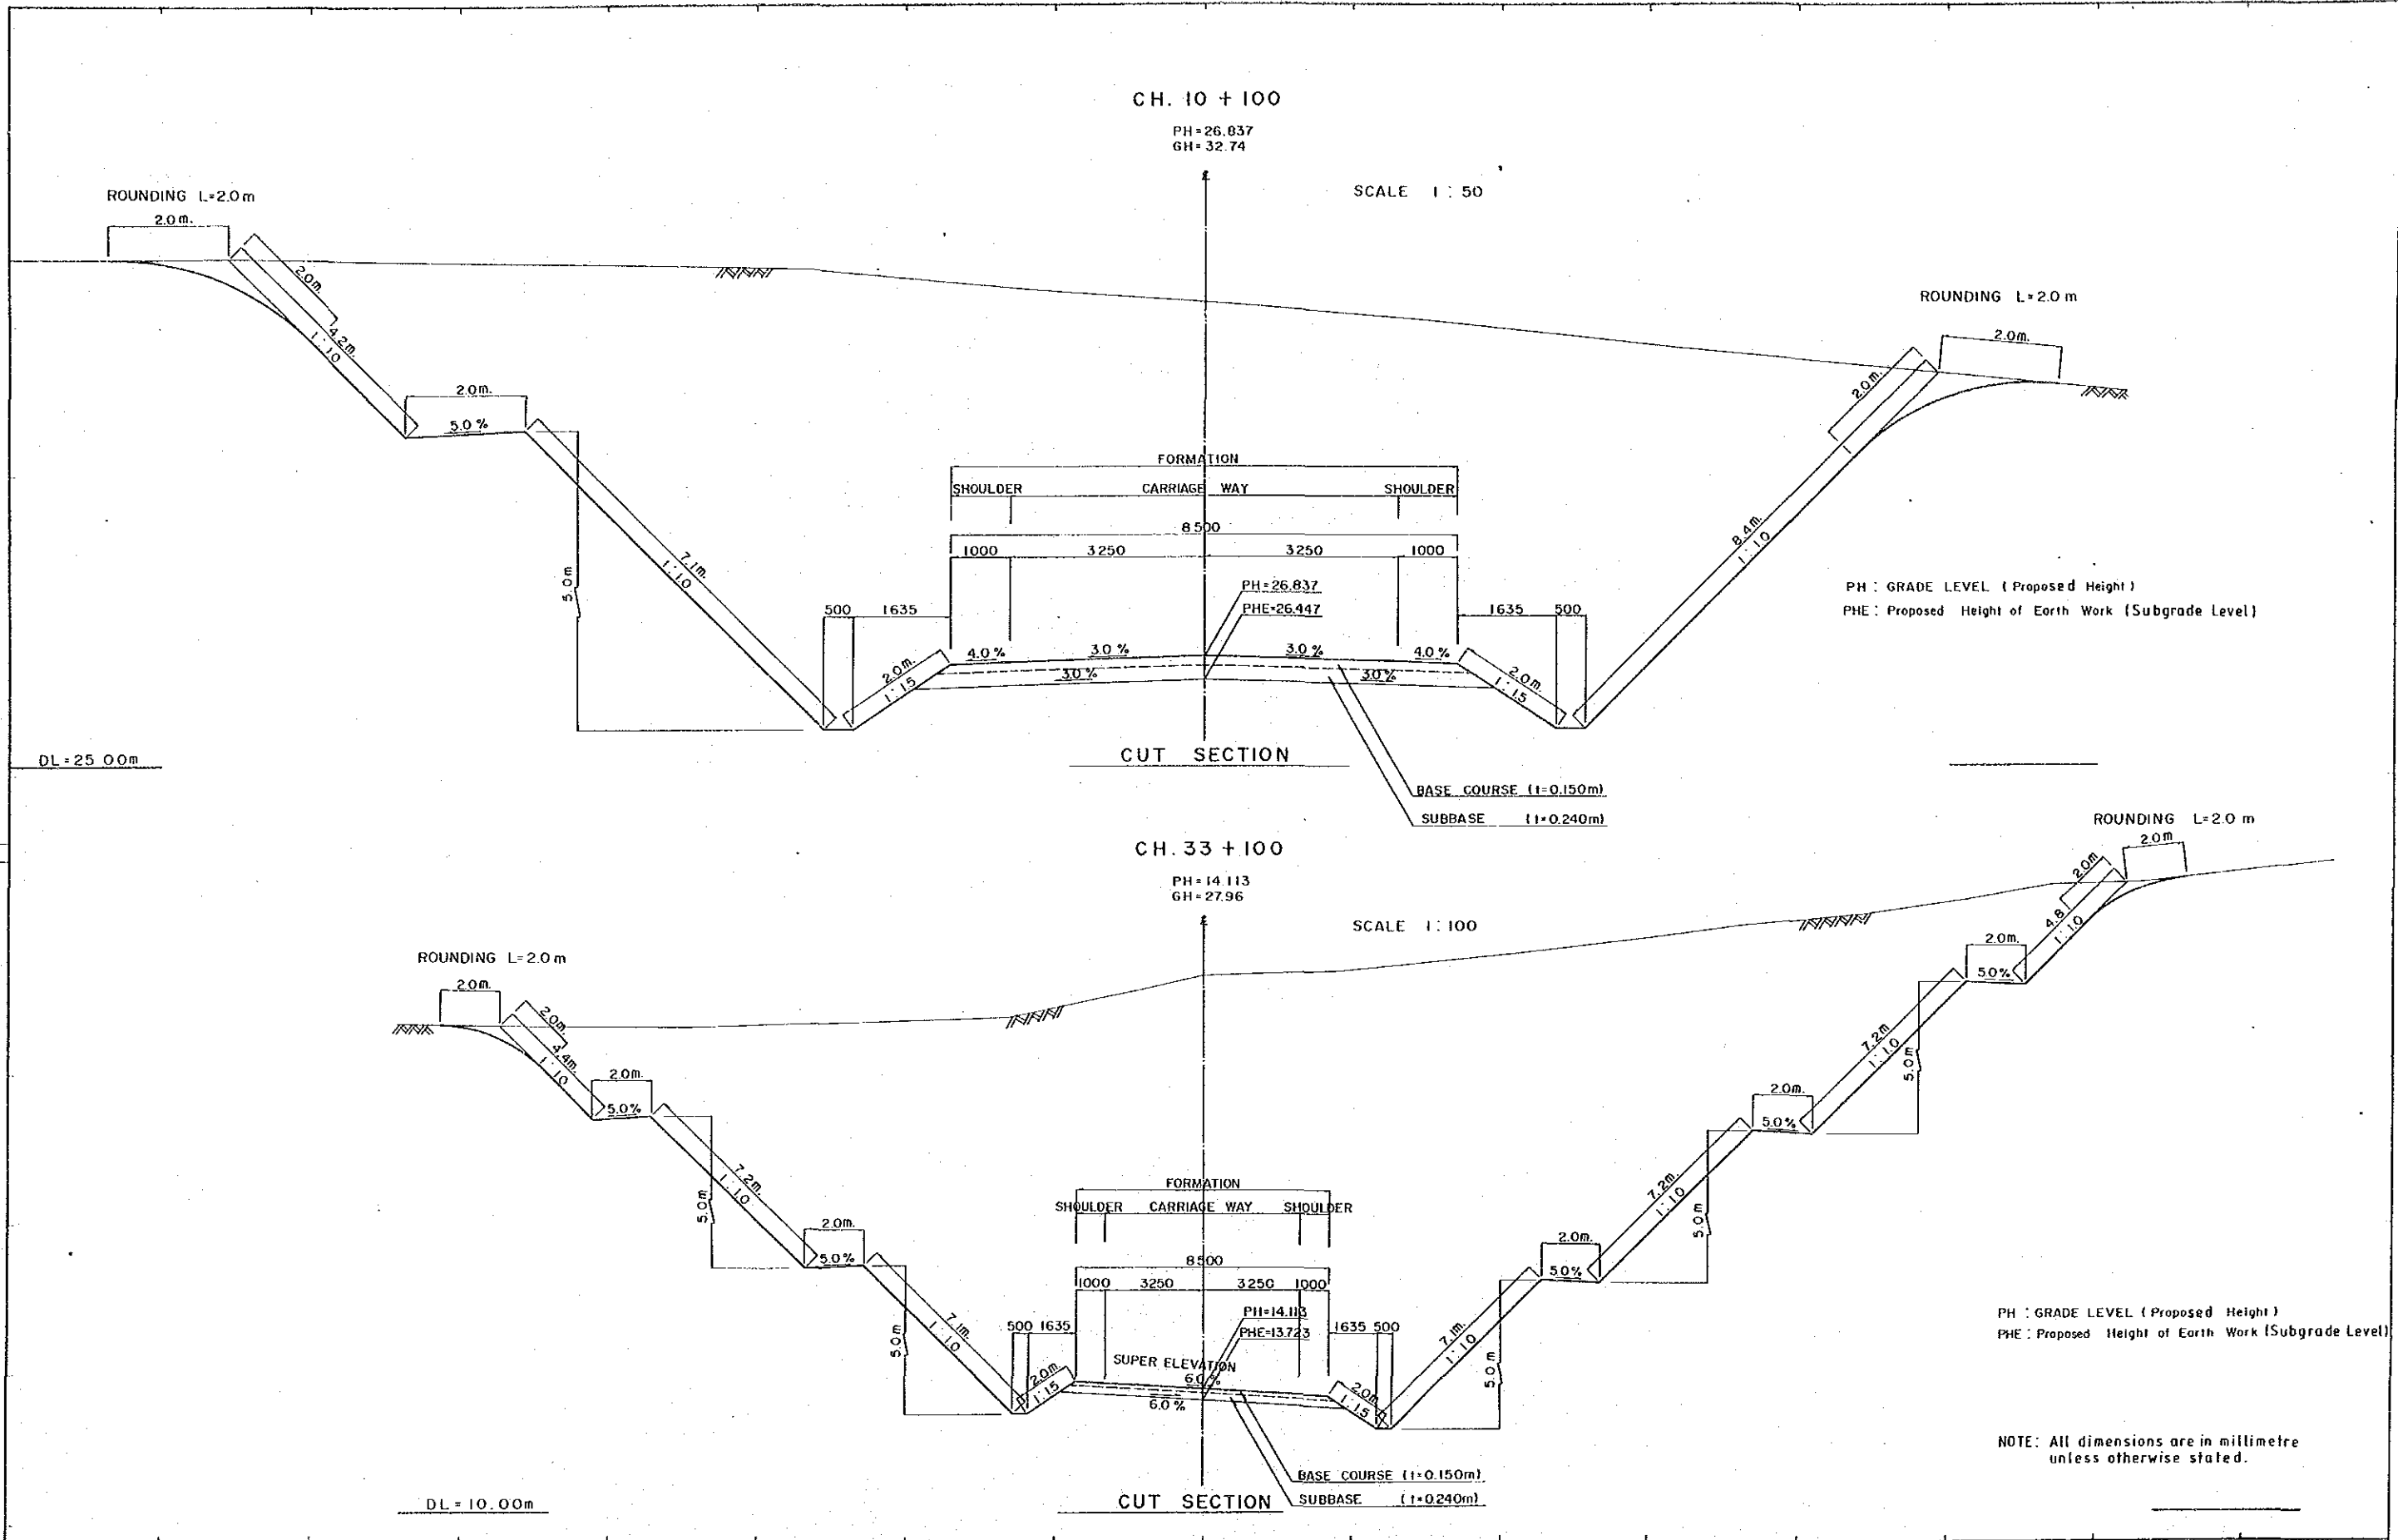 CH. 10 + 100
PH = 26.837
GH = 32.74
SCALE 1 : 50
ROUNDING L=2.0 m
2.0 m.
2.0m.
4.2m.
1:1.0
2.0m.
5.0 %
7.1m.
1:1.0
5.0 m
ROUNDING L=2.0 m
2.0m.
2.0m.
8.4m.
1:1.0
FORMATION
SHOULDER CARRIAGE WAY SHOULDER
8500
1000 3250 3250 1000
PH=26.837
PHE=26.447
500 1635
1635 500
4.0 % 3.0 % 3.0 % 4.0 %
2.0m.
1:1.5
3.0 % 3.0 %
2.0m.
1:1.5
PH : GRADE LEVEL ( Proposed Height )
PHE : Proposed Height of Earth Work (Subgrade Level)
DL = 25.00m
CUT SECTION
BASE COURSE (t=0.150m)
SUBBASE (t=0.240m)
CH. 33 + 100
PH = 14.113
GH = 27.96
SCALE 1 : 100
ROUNDING L=2.0 m
2.0m.
2.0m.
4.4m.
1:1.0
2.0m.
5.0 %
7.2m.
1:1.0
5.0m
2.0m.
5.0 %
7.1m.
1:1.0
5.0m
ROUNDING L=2.0 m
2.0m
2.0m
4.8
1:1.0
2.0m.
5.0%
7.2m
1:1.0
5.0m
2.0m.
5.0%
7.2m.
1:1.0
5.0m
2.0m.
5.0%
7.1m.
1:1.0
5.0 m
FORMATION
SHOULDER CARRIAGE WAY SHOULDER
8500
1000 3250 3250 1000
PH=14.113
PHE=13.723
500 1635
1635 500
SUPER ELEVATION
6.0 %
6.0 %
2.0m.
1:1.5
2.0m.
1:1.5
PH : GRADE LEVEL ( Proposed Height )
PHE : Proposed Height of Earth Work (Subgrade Level)
NOTE: All dimensions are in millimetre
unless otherwise stated.
BASE COURSE (t=0.150m)
SUBBASE (t=0.240m)
DL = 10.00m
CUT SECTION